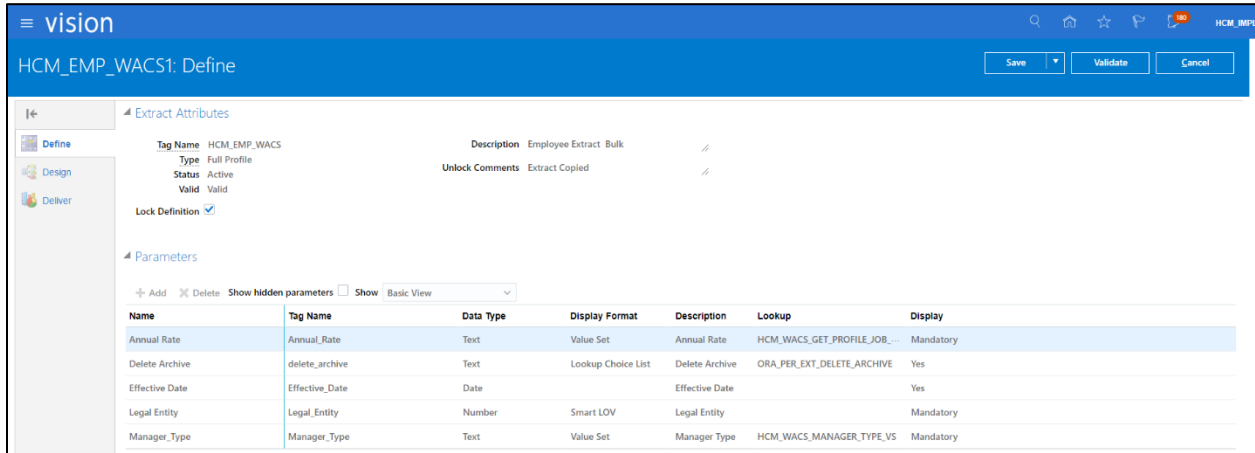 vision
180
HCM_IMPL
HCM_EMP_WACS1: Define
Save
Validate
Cancel
Define
Design
Deliver
Extract Attributes
Tag Name HCM_EMP_WACS
Type Full Profile
Status Active
Valid Valid
Lock Definition
Description Employee Extract Bulk
Unlock Comments Extract Copied
Parameters
Add Delete Show hidden parameters Show Basic View
Name Tag Name Data Type Display Format Description Lookup Display
Annual Rate Annual_Rate Text Value Set Annual Rate HCM_WACS_GET_PROFILE_JOB_... Mandatory
Delete Archive delete_archive Text Lookup Choice List Delete Archive ORA_PER_EXT_DELETE_ARCHIVE Yes
Effective Date Effective_Date Date Effective Date Yes
Legal Entity Legal_Entity Number Smart LOV Legal Entity Mandatory
Manager_Type Manager_Type Text Value Set Manager Type HCM_WACS_MANAGER_TYPE_VS Mandatory